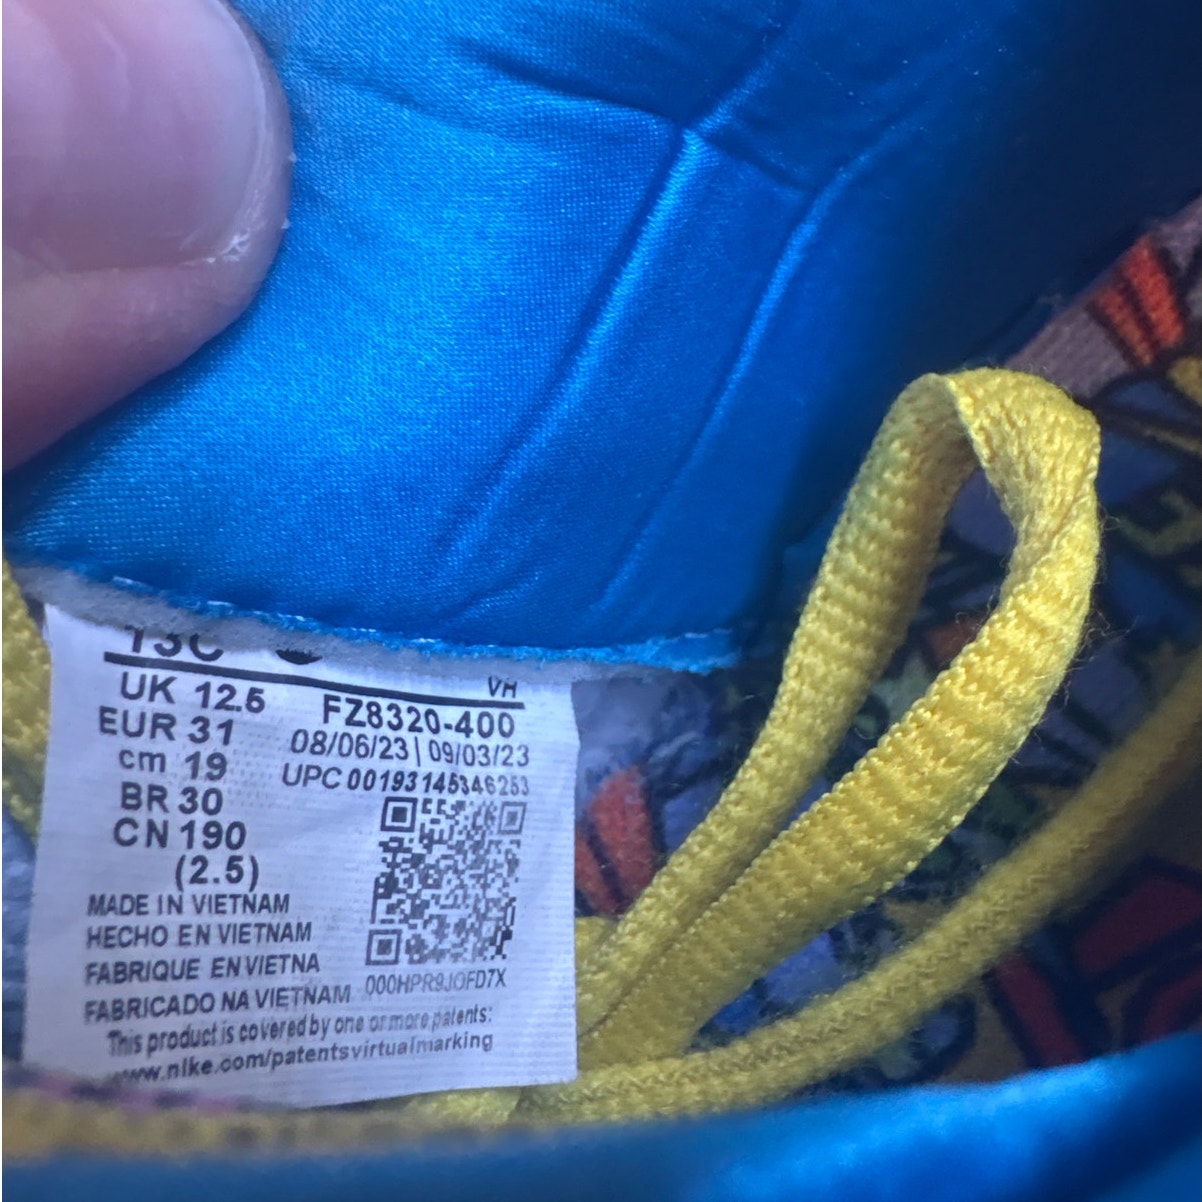 13C
VH
UK 12.5
EUR 31
cm 19
BR 30
CN 190
(2.5)
FZ8320-400
08/06/23 | 09/03/23
UPC 00193145346253
MADE IN VIETNAM
HECHO EN VIETNAM
FABRIQUE EN VIETNA
FABRICADO NA VIETNAM
000HPR9JOFD7X
This product is covered by one or more patents:
www.nike.com/patentsvirtualmarking